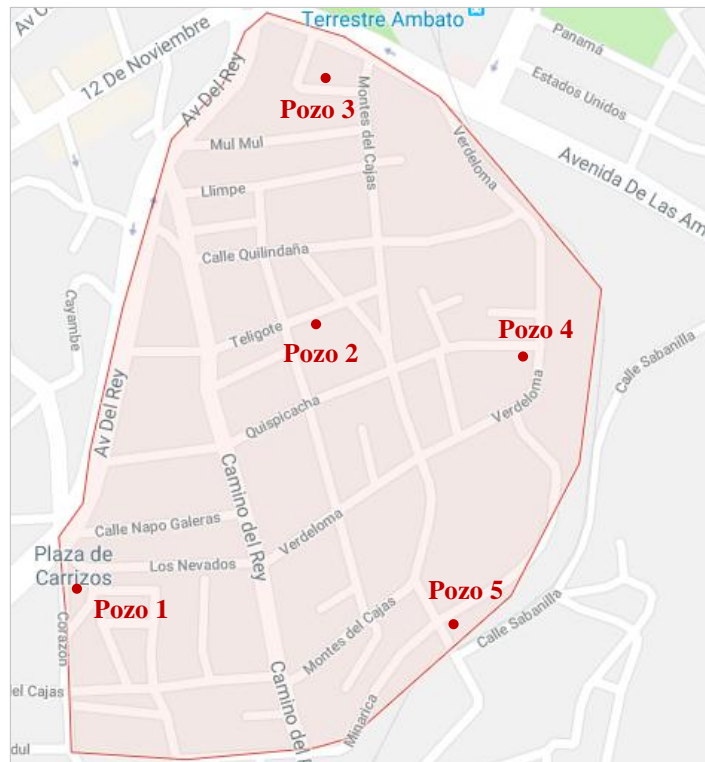 Terrestre Ambato
Av C
12 De Noviembre
Panamá
Av Del Rey
Estados Unidos
Pozo 3
Montes del Cajas
Mul Mul
Verdeloma
Avenida De Las Am
Llimpe
Calle Quilindaña
Cayambe
Teligote
Pozo 2
Pozo 4
Calle Sabanilla
Av Del Rey
Quispicacha
Verdeloma
Camino del Rey
Calle Napo Galeras
Verdeloma
Plaza de
Carrizos
Los Nevados
Pozo 1
Pozo 5
Calle Sabanilla
Corazón
Montes del Cajas
el Cajas
Camino del R
Minarica
dul